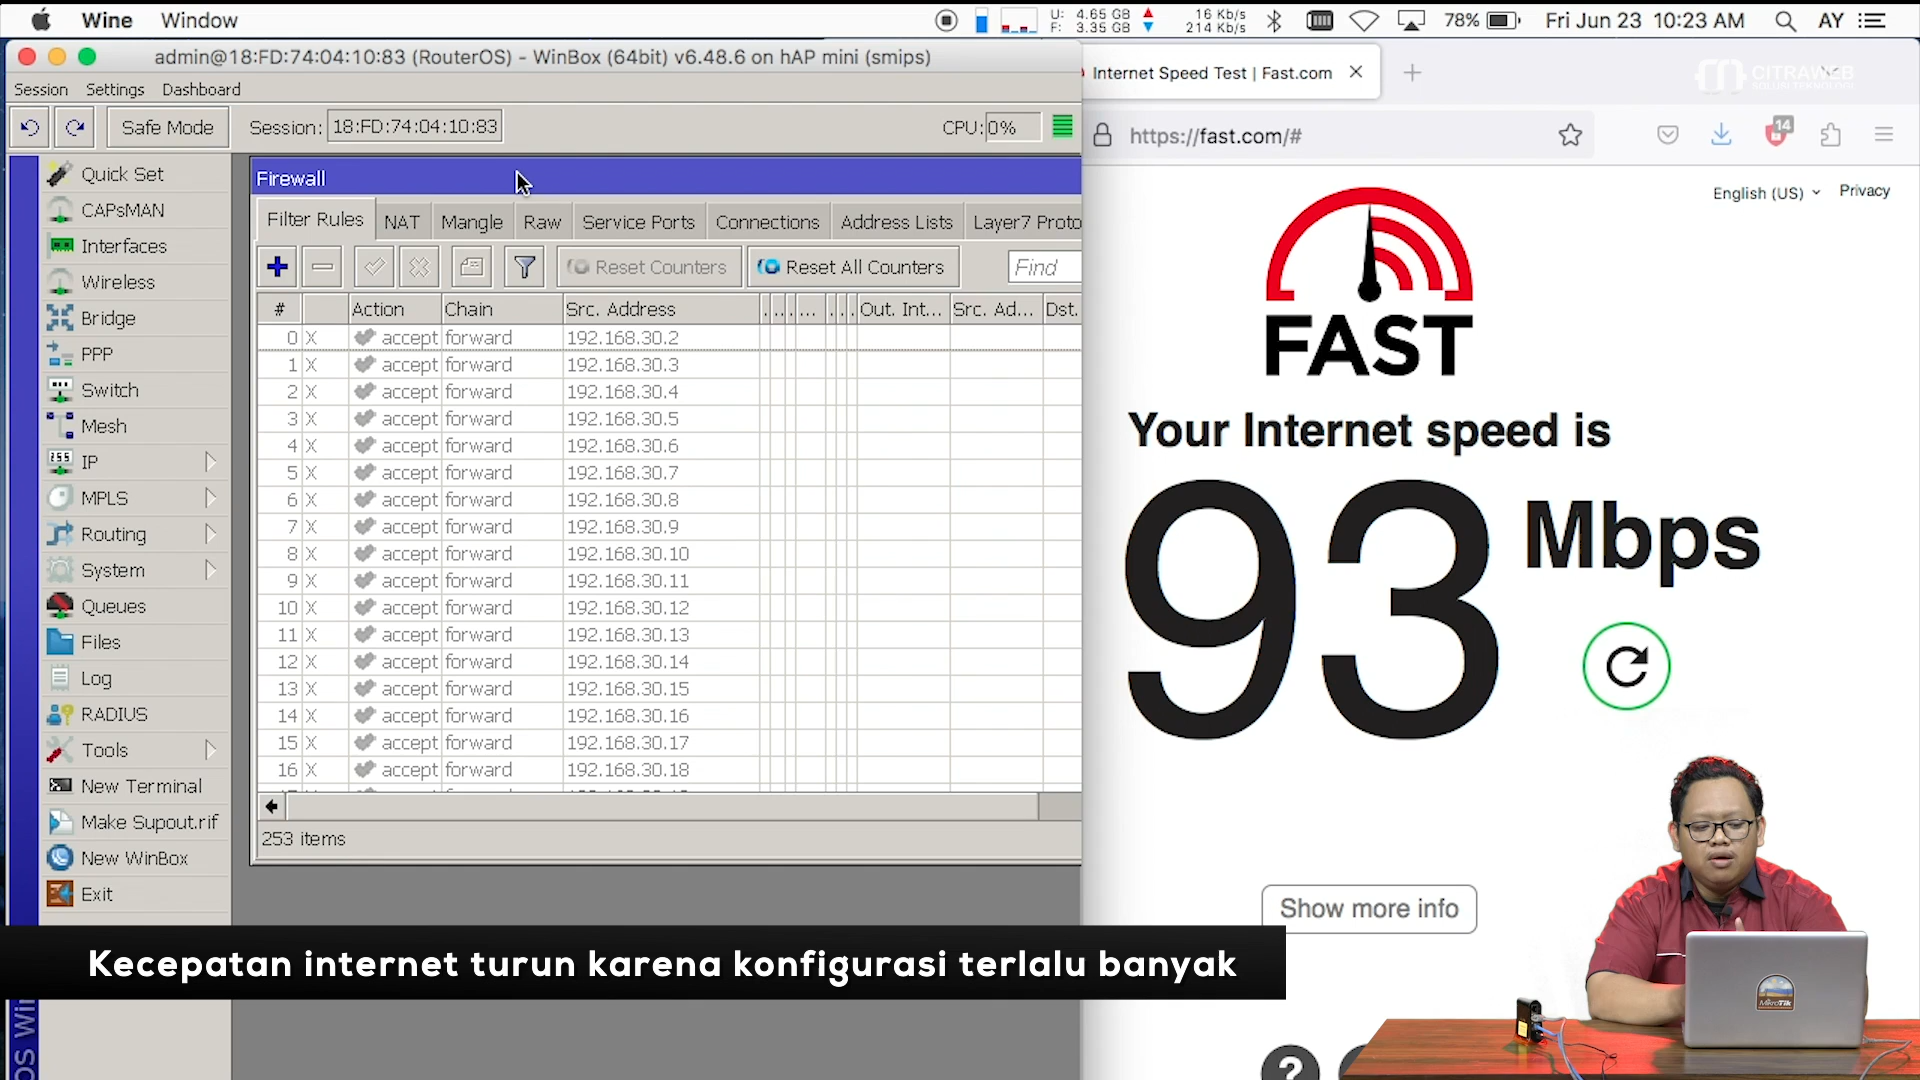 Wine Window
U: 4.65 GB 16 Kb/s
F: 3.35 GB 214 Kb/s
78% Fri Jun 23 10:23 AM AY
admin@18:FD:74:04:10:83 (RouterOS) - WinBox (64bit) v6.48.6 on hAP mini (smips)
Session Settings Dashboard
Safe Mode Session: 18:FD:74:04:10:83 CPU: 0%
Quick Set
CAPsMAN
Interfaces
Wireless
Bridge
PPP
Switch
Mesh
255
IP
MPLS
Routing
System
Queues
Files
Log
RADIUS
Tools
New Terminal
Make Supout.rif
New WinBox
Exit
Firewall
Filter Rules NAT Mangle Raw Service Ports Connections Address Lists Layer7 Proto
Reset Counters Reset All Counters Find
# Action Chain Src. Address Out. Int... Src. Ad... Dst.
0 X accept forward 192.168.30.2
1 X accept forward 192.168.30.3
2 X accept forward 192.168.30.4
3 X accept forward 192.168.30.5
4 X accept forward 192.168.30.6
5 X accept forward 192.168.30.7
6 X accept forward 192.168.30.8
7 X accept forward 192.168.30.9
8 X accept forward 192.168.30.10
9 X accept forward 192.168.30.11
10 X accept forward 192.168.30.12
11 X accept forward 192.168.30.13
12 X accept forward 192.168.30.14
13 X accept forward 192.168.30.15
14 X accept forward 192.168.30.16
15 X accept forward 192.168.30.17
16 X accept forward 192.168.30.18
253 items
Internet Speed Test | Fast.com
CITRAWEB
SOLUSI TEKNOLOGI
https://fast.com/#
14
English (US) Privacy
FAST
Your Internet speed is
93 Mbps
Show more info
Kecepatan internet turun karena konfigurasi terlalu banyak
OS Wi
MikroTik
?